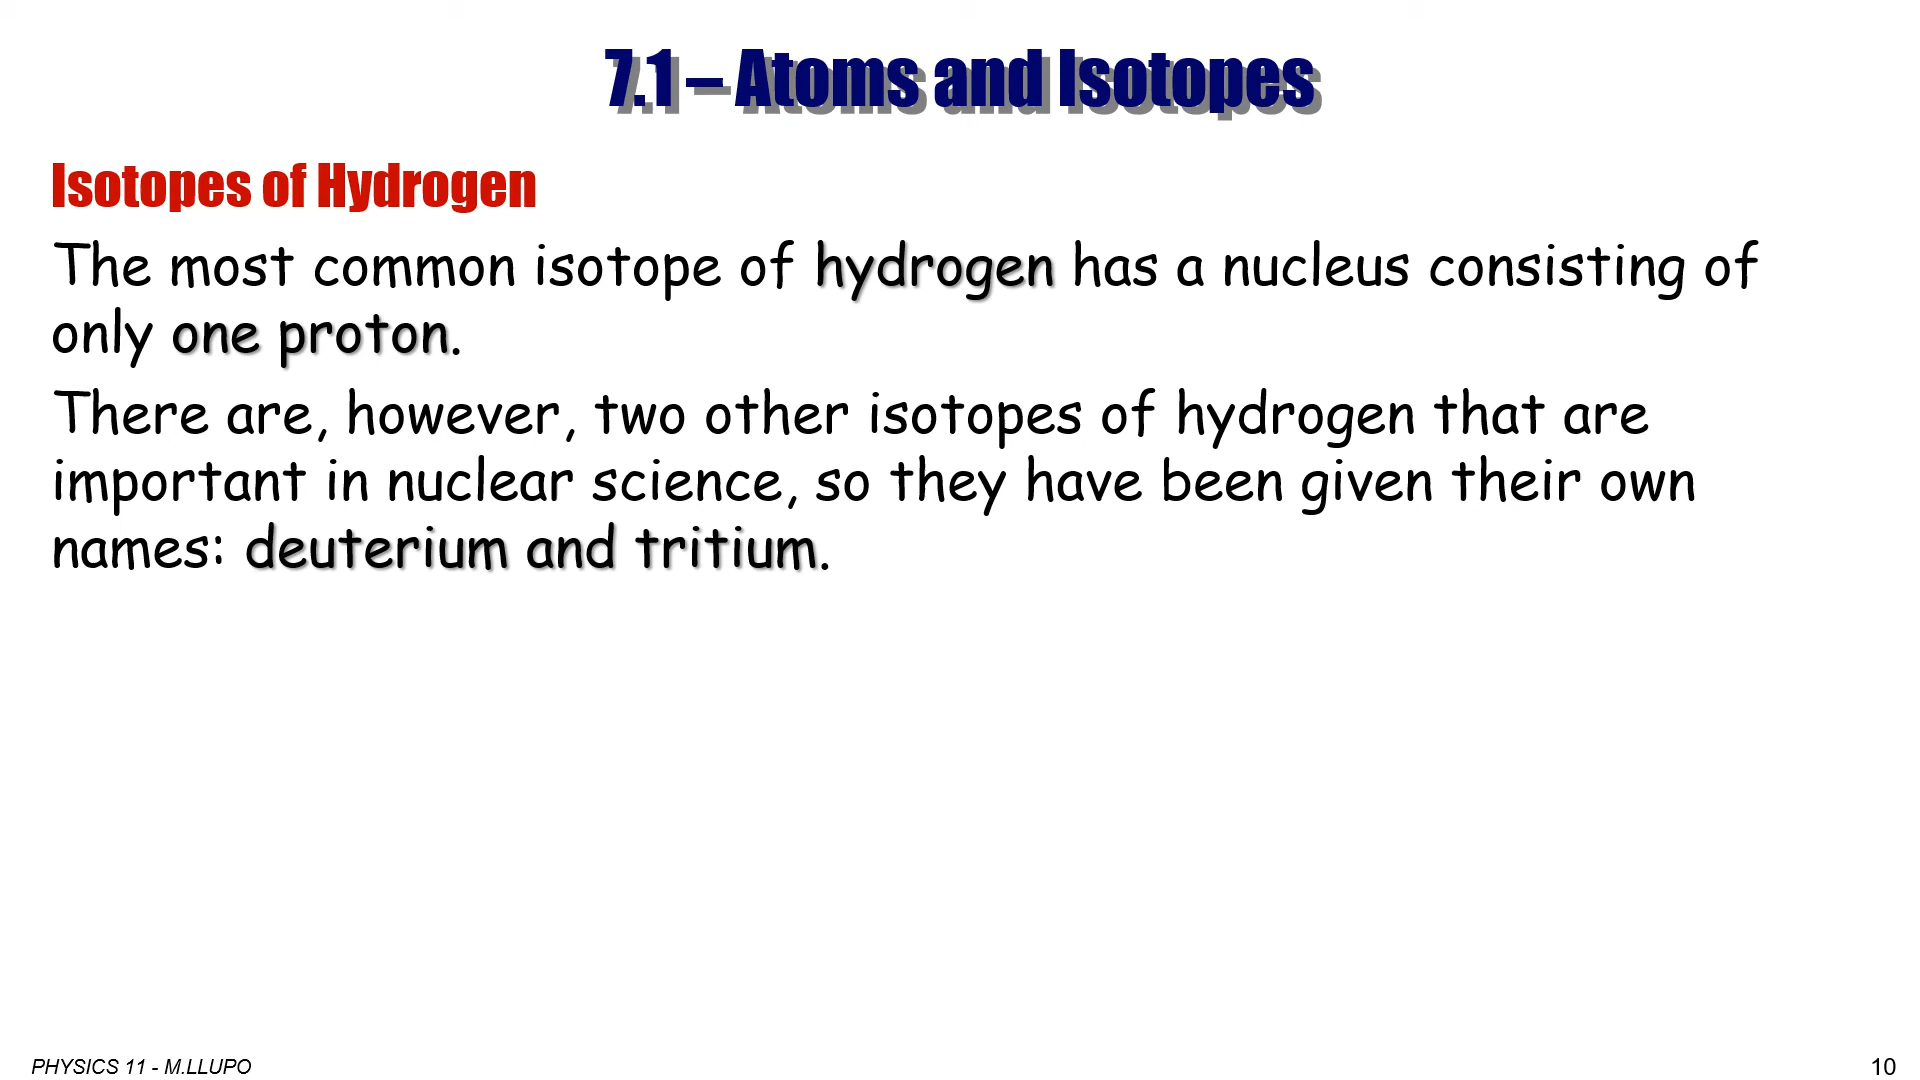 7.1 – Atoms and Isotopes
Isotopes of Hydrogen
The most common isotope of hydrogen has a nucleus consisting of
only one proton.
There are, however, two other isotopes of hydrogen that are
important in nuclear science, so they have been given their own
names: deuterium and tritium.
PHYSICS 11 - M.LLUPO
10